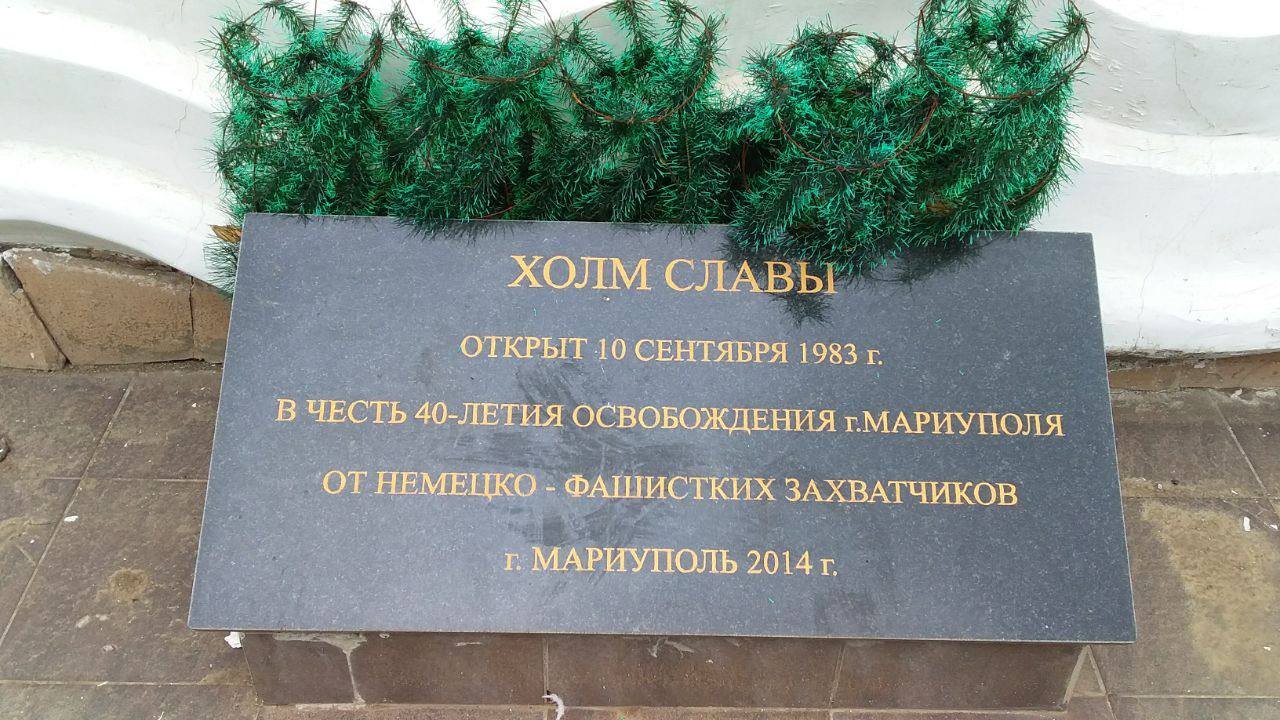 ХОЛМ СЛАВЫ
ОТКРЫТ 10 СЕНТЯБРЯ 1983 г.
В ЧЕСТЬ 40-ЛЕТИЯ ОСВОБОЖДЕНИЯ г.МАРИУПОЛЯ
ОТ НЕМЕЦКО - ФАШИСТКИХ ЗАХВАТЧИКОВ
г. МАРИУПОЛЬ 2014 г.